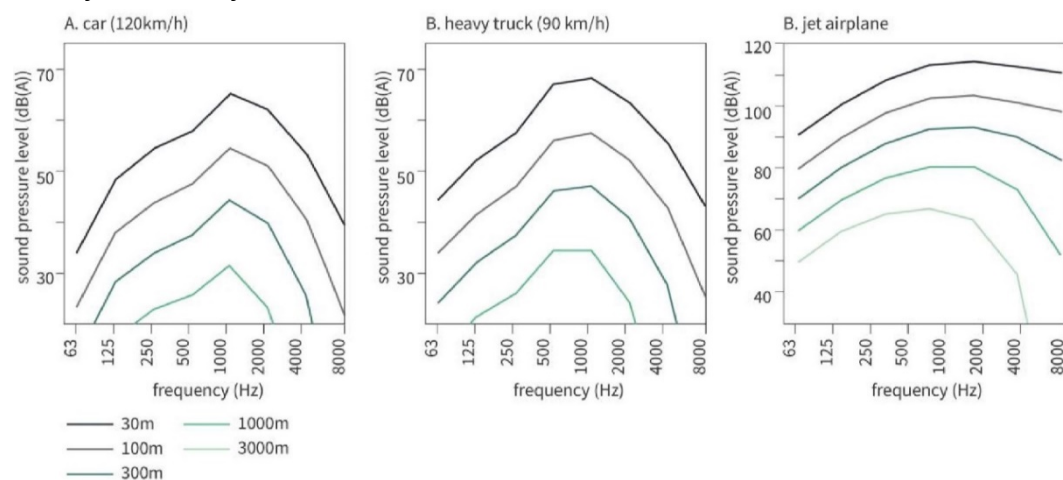 A. car (120km/h)
70
50
30
sound pressure level (dB(A))
63
125
250
500
1000
2000
4000
8000
frequency (Hz)
B. heavy truck (90 km/h)
70
50
30
sound pressure level (dB(A))
63
125
250
500
1000
2000
4000
8000
frequency (Hz)
B. jet airplane
120
100
80
60
40
sound pressure level (dB(A))
63
125
250
500
1000
2000
4000
frequency (Hz)
30m
100m
300m
1000m
3000m